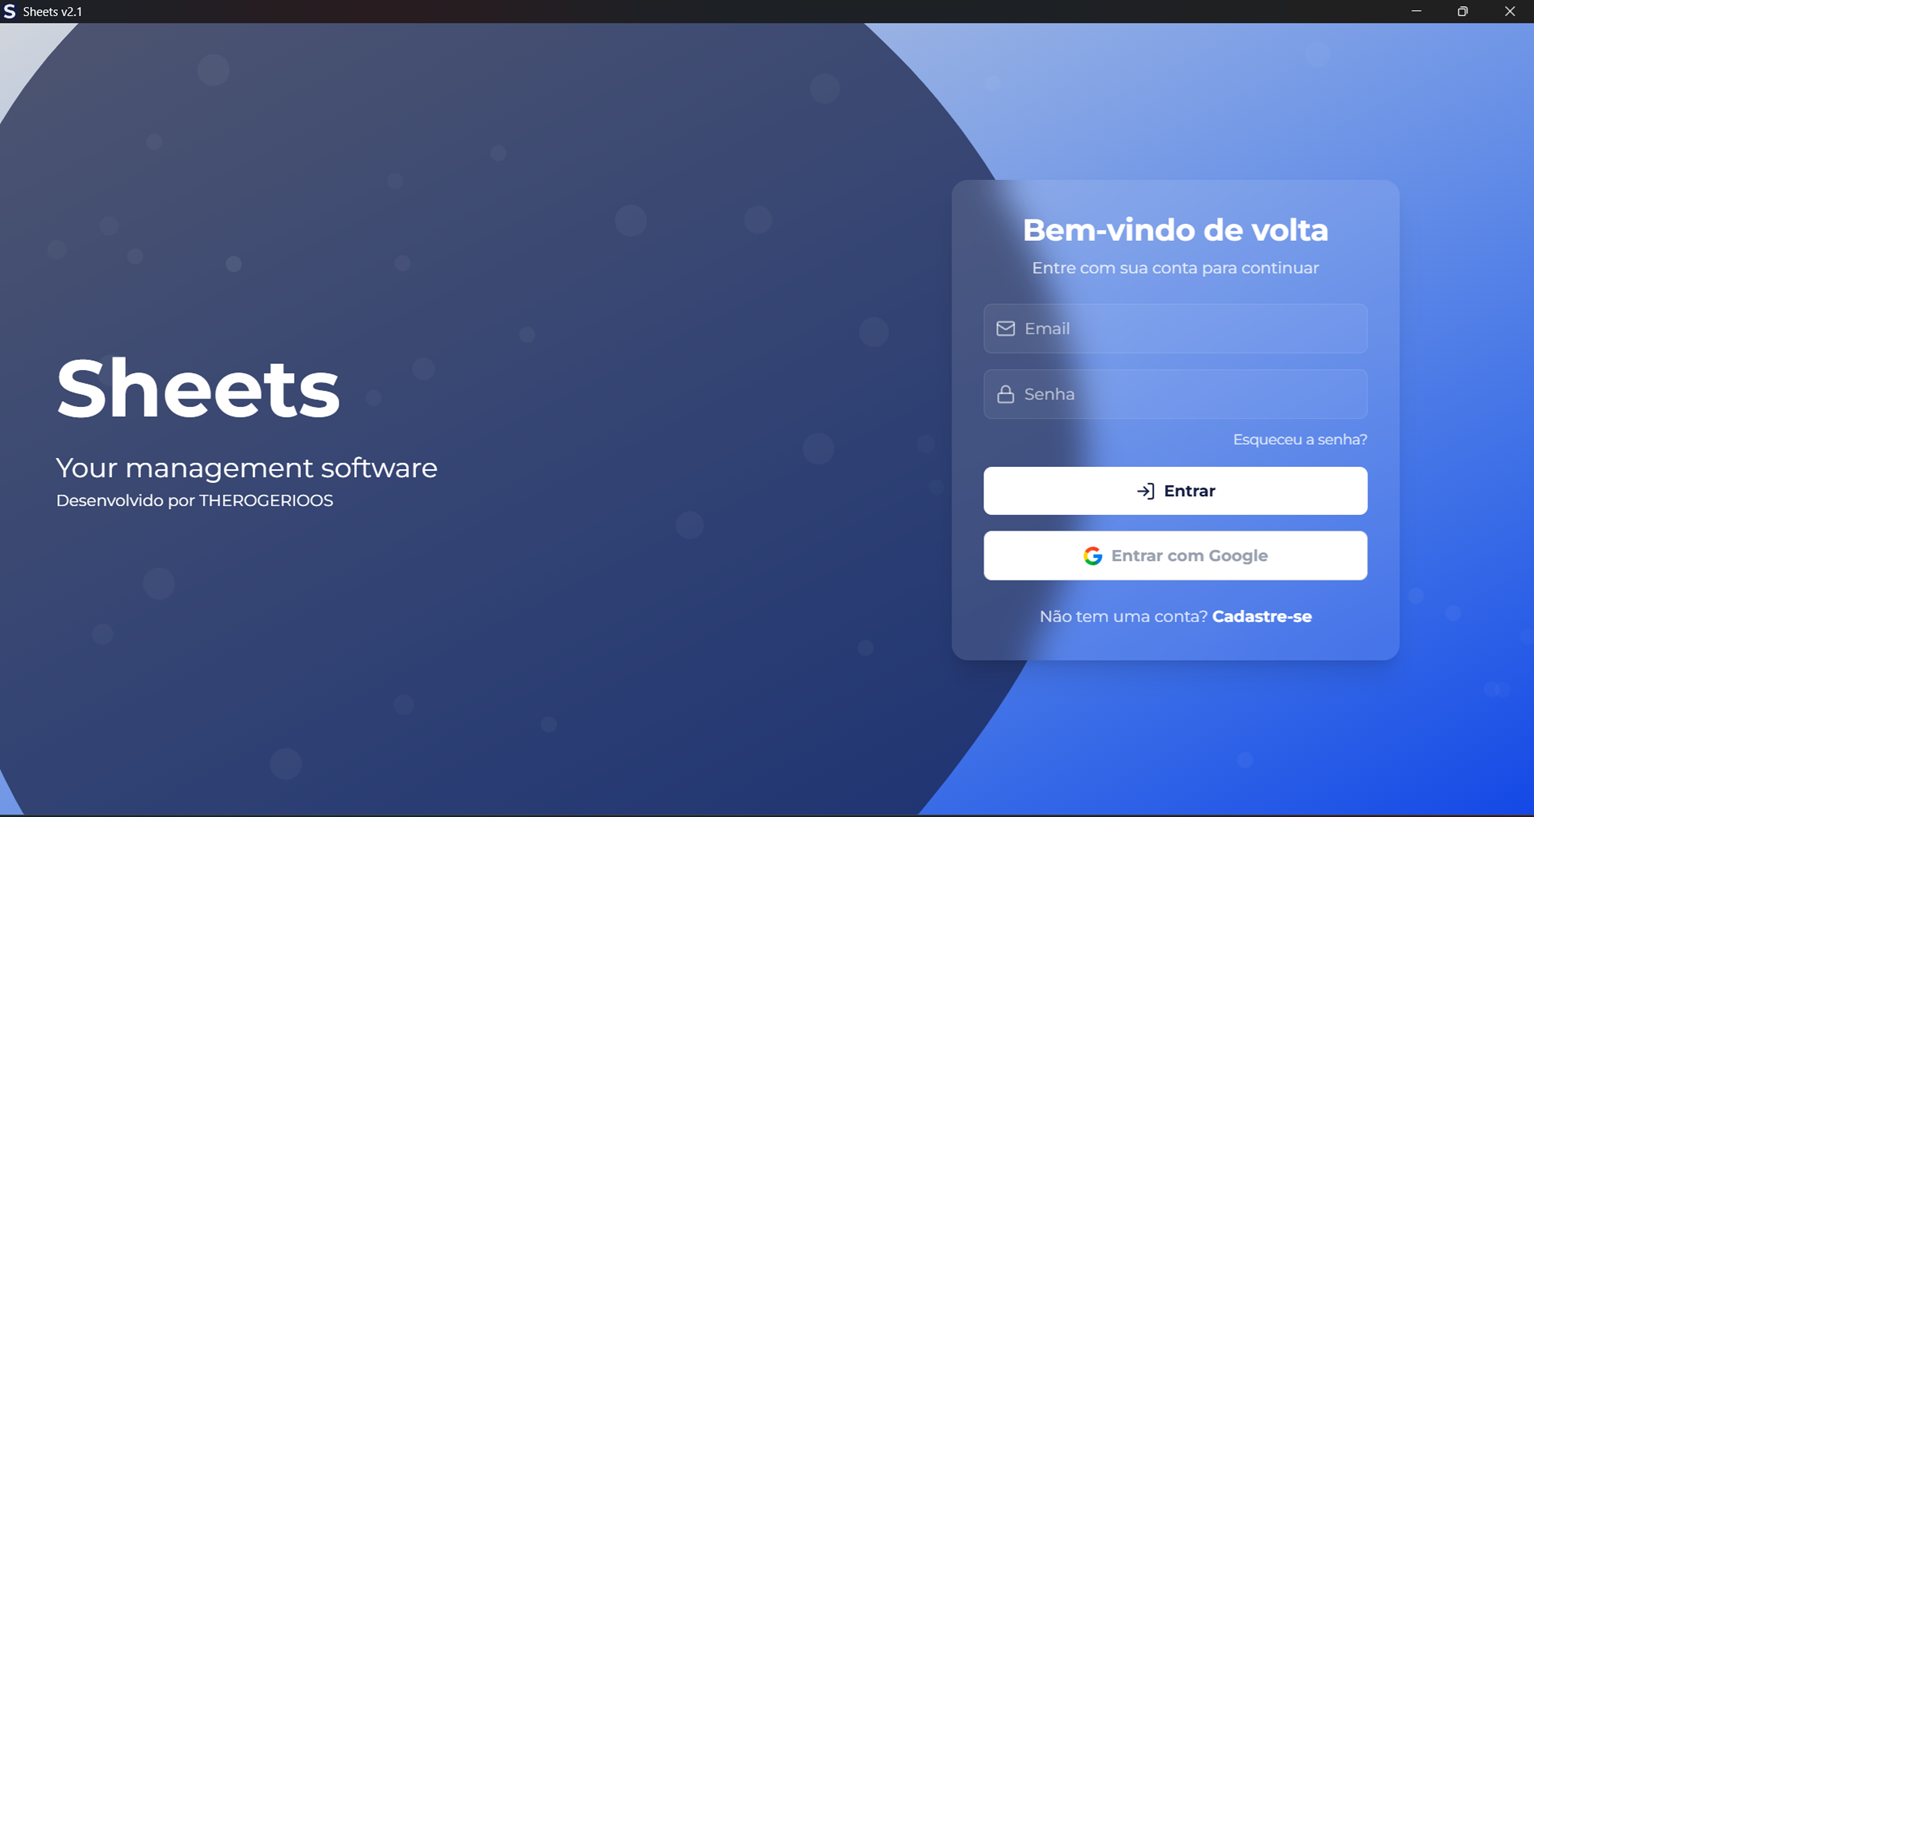 S Sheets v2.1
Sheets
Your management software
Desenvolvido por THEROGERIOOS
Bem-vindo de volta
Entre com sua conta para continuar
Email
Senha
Esqueceu a senha?
Entrar
Entrar com Google
Não tem uma conta? Cadastre-se